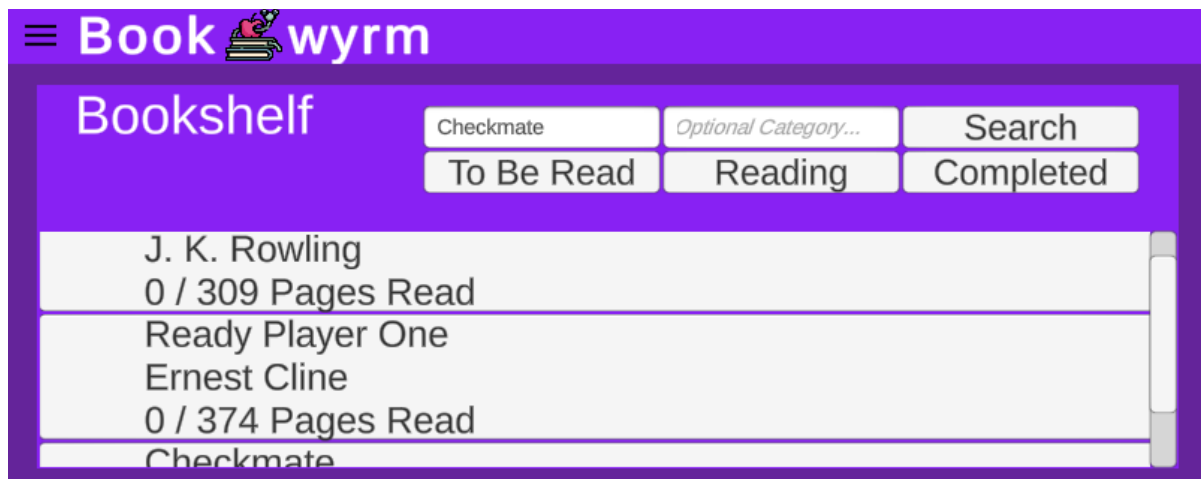 Book wyrm
Bookshelf
Checkmate Optional Category... Search
To Be Read Reading Completed
J. K. Rowling
0 / 309 Pages Read
Ready Player One
Ernest Cline
0 / 374 Pages Read
Checkmate